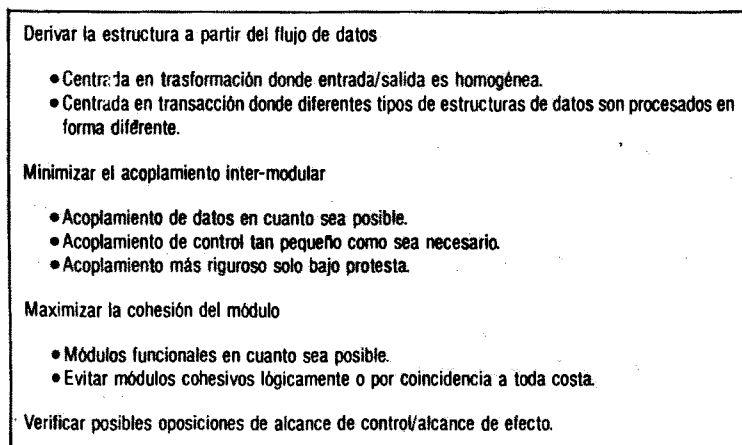 Derivar la estructura a partir del flujo de datos
• Centrada en trasformación donde entrada/salida es homogénea.
• Centrada en transacción donde diferentes tipos de estructuras de datos son procesados en
forma diferente.
Minimizar el acoplamiento inter-modular
• Acoplamiento de datos en cuanto sea posible.
• Acoplamiento de control tan pequeño como sea necesario.
• Acoplamiento más riguroso solo bajo protesta.
Maximizar la cohesión del módulo
• Módulos funcionales en cuanto sea posible.
• Evitar módulos cohesivos lógicamente o por coincidencia a toda costa.
Verificar posibles oposiciones de alcance de control/alcance de efecto.